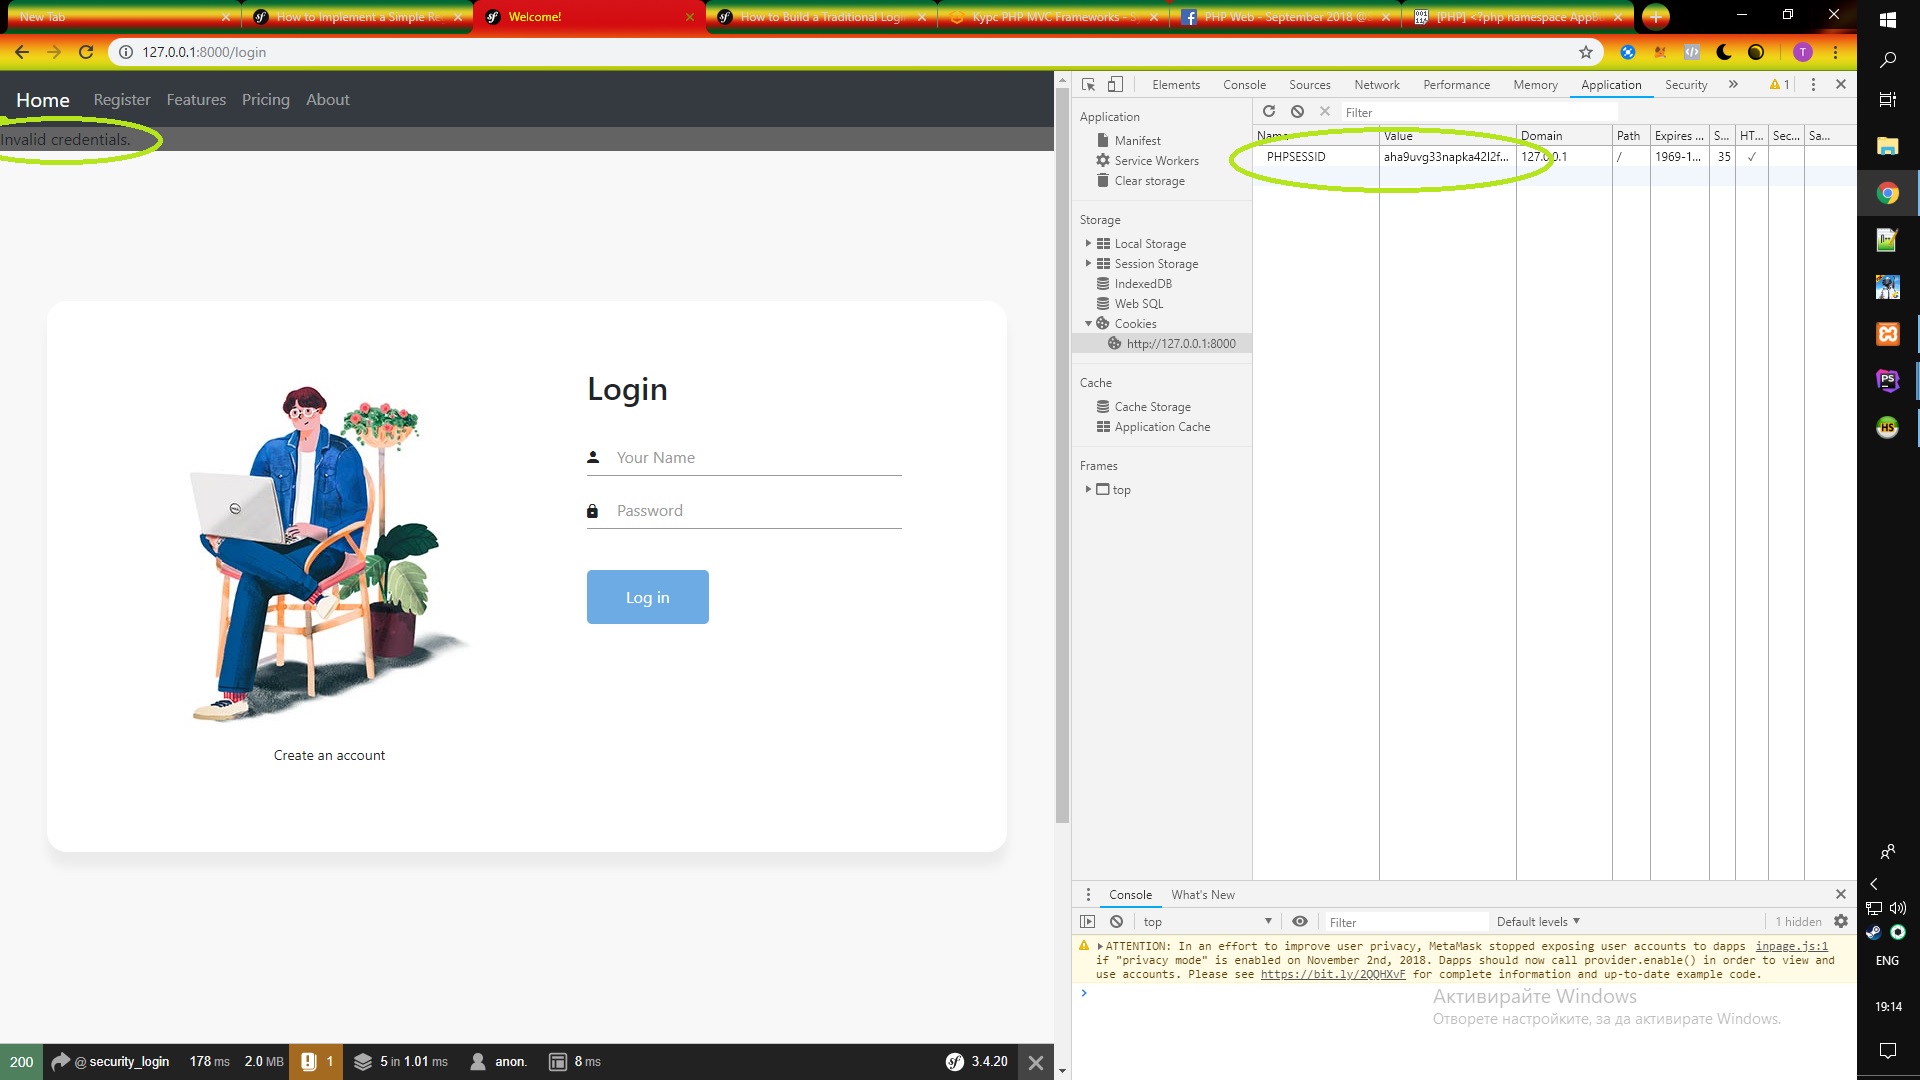 New Tab
How to Implement a Simple Re
Welcome!
How to Build a Traditional Login
Курс PHP MVC Frameworks - Sy
PHP Web - September 2018 @
[PHP] <?php namespace AppBu
127.0.0.1:8000/login
T
Home Register Features Pricing About
Invalid credentials.
Login
Your Name
Password
Log in
Create an account
200 @ security_login 178 ms 2.0 MB 1 5 in 1.01 ms anon. 8 ms sf 3.4.20
Elements Console Sources Network Performance Memory Application Security » 1
Application
Manifest
Service Workers
Clear storage
Storage
Local Storage
Session Storage
IndexedDB
Web SQL
Cookies
http://127.0.0.1:8000
Cache
Cache Storage
Application Cache
Frames
top
Filter
Name Value Domain Path Expires ... S... HT... Sec... Sa...
PHPSESSID aha9uvg33napka42l2f... 127.0.0.1 / 1969-1... 35 ✓
Console What's New
top Filter Default levels 1 hidden
ATTENTION: In an effort to improve user privacy, MetaMask stopped exposing user accounts to dapps inpage.js:1
if "privacy mode" is enabled on November 2nd, 2018. Dapps should now call provider.enable() in order to view and
use accounts. Please see https://bit.ly/2QQHXvF for complete information and up-to-date example code.
Активирайте Windows
Отворете настройките, за да активирате Windows.
PS
HS
ENG
19:14